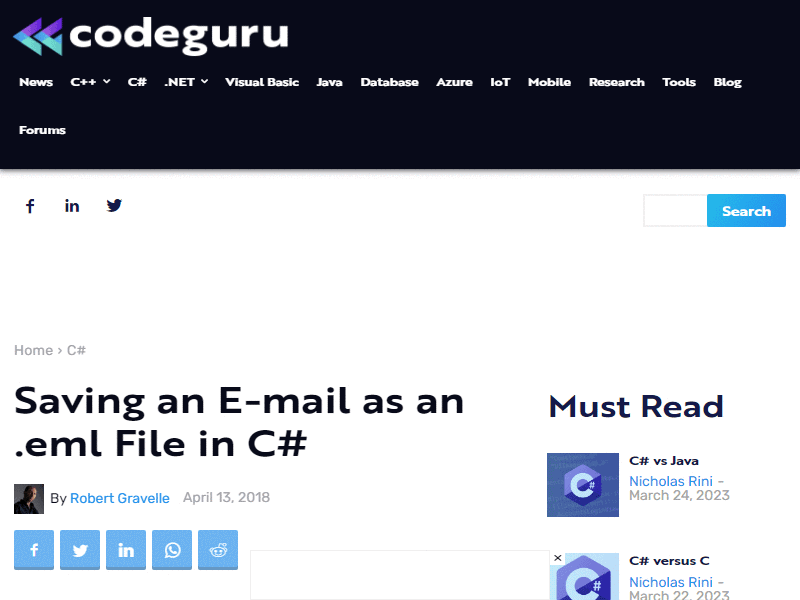 codeguru
News C++ C# .NET Visual Basic Java Database Azure IoT Mobile Research Tools Blog
Forums
Search
Home › C#
Saving an E-mail as an
.eml File in C#
By Robert Gravelle April 13, 2018
Must Read
C# vs Java
Nicholas Rini -
March 24, 2023
C# versus C
Nicholas Rini -
March 22, 2023